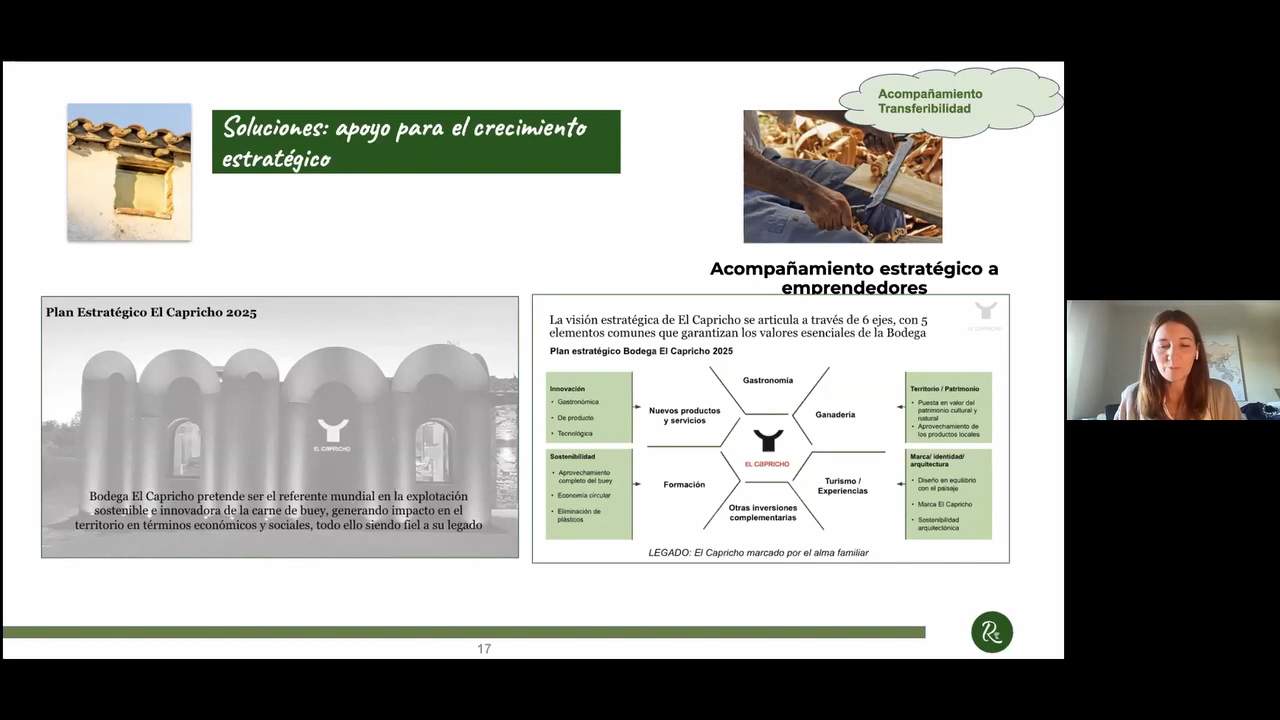 Acompañamiento
Transferibilidad
Soluciones: apoyo para el crecimiento
estratégico
Acompañamiento estratégico a
emprendedores
Plan Estratégico El Capricho 2025
EL CAPRICHO
Bodega El Capricho pretende ser el referente mundial en la explotación
sostenible e innovadora de la carne de buey, generando impacto en el
territorio en términos económicos y sociales, todo ello siendo fiel a su legado
EL CAPRICHO
La visión estratégica de El Capricho se articula a través de 6 ejes, con 5
elementos comunes que garantizan los valores esenciales de la Bodega
Plan estratégico Bodega El Capricho 2025
Innovación
• Gastronómica
• De producto
• Tecnológica
Sostenibilidad
• Aprovechamiento
completo del buey
• Economía circular
• Eliminación de
plásticos
Gastronomía
Nuevos productos
y servicios
Ganadería
EL CAPRICHO
Formación
Turismo /
Experiencias
Otras inversiones
complementarias
Territorio / Patrimonio
• Puesta en valor del
patrimonio cultural y
natural
• Aprovechamiento de
los productos locales
Marca/ identidad/
arquitectura
• Diseño en equilibrio
con el paisaje
• Marca El Capricho
• Sostenibilidad
arquitectónica
LEGADO: El Capricho marcado por el alma familiar
17
R